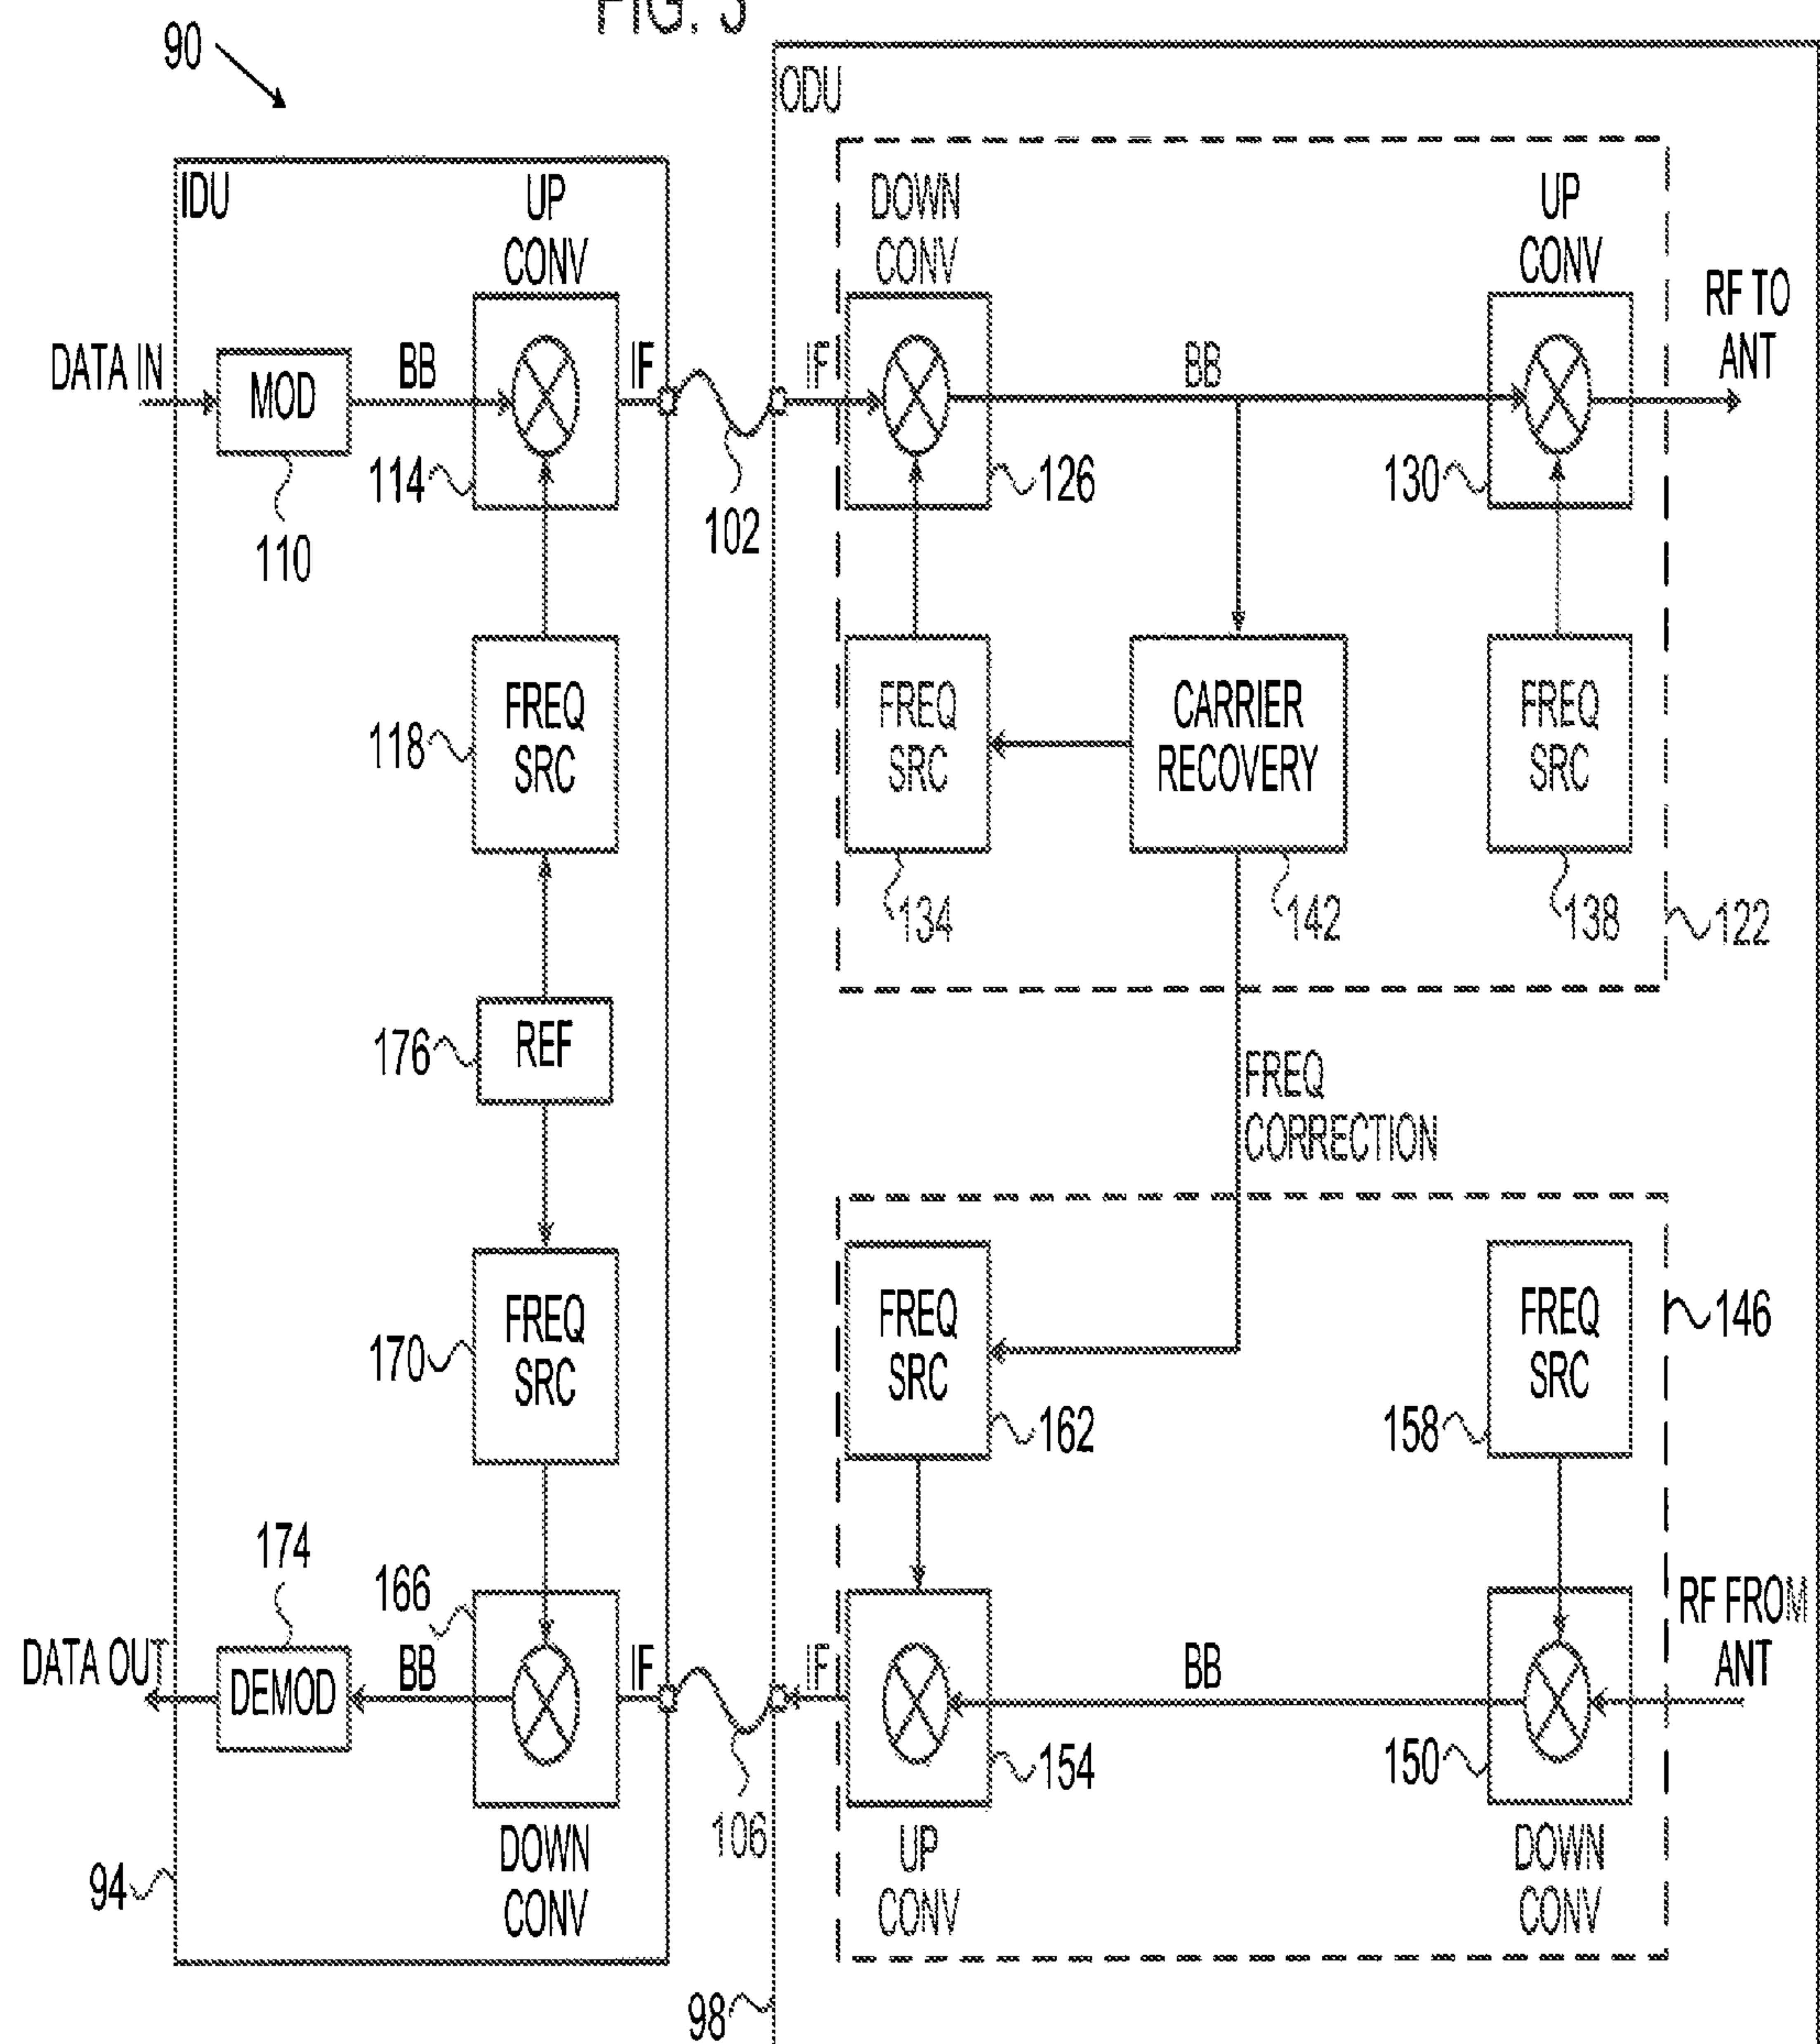 FIG. 3
90
ODU
IDU
UP
CONV
DOWN
CONV
UP
CONV
RF TO
ANT
DATA IN
MOD
BB
IF
IF
BB
114
126
130
110
102
FREQ
SRC
118
FREQ
SRC
CARRIER
RECOVERY
FREQ
SRC
134
142
138
122
REF
176
FREQ
CORRECTION
FREQ
SRC
170
FREQ
SRC
162
FREQ
SRC
158
146
174
166
DATA OUT
DEMOD
BB
IF
IF
BB
RF FROM
ANT
154
150
106
DOWN
CONV
UP
CONV
DOWN
CONV
94
98